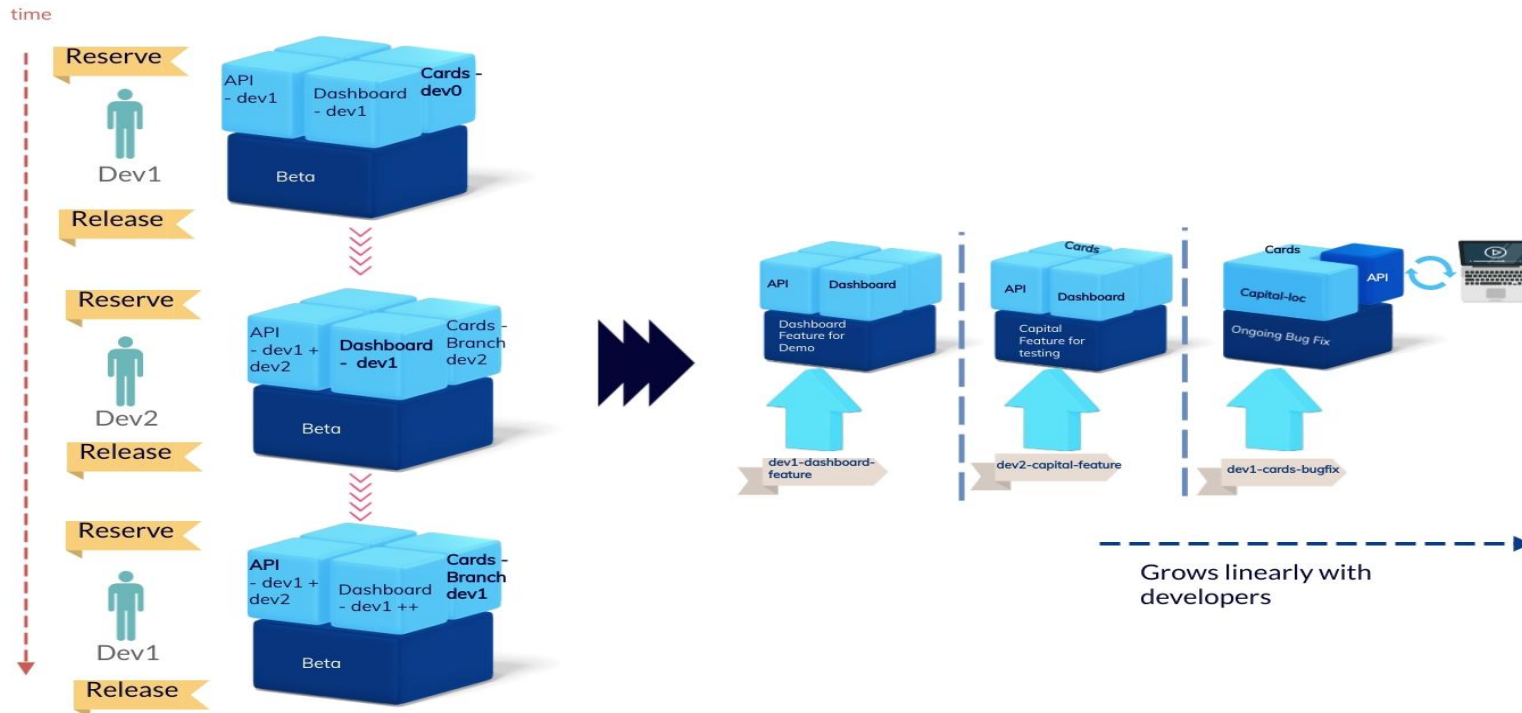 time
Reserve
API
- dev1
Dashboard
- dev1
Cards -
dev0
Beta
Dev1
Release
Reserve
API
- dev1 +
dev2
Dashboard
- dev1
Cards -
Branch
dev2
Beta
Dev2
Release
Reserve
API
- dev1 +
dev2
Dashboard
- dev1 ++
Cards -
Branch
dev1
Beta
Dev1
Release
API
Dashboard
Dashboard
Feature for
Demo
dev1-dashboard-
feature
Cards
API
Dashboard
Capital
Feature for
testing
dev2-capital-feature
Cards
API
Capital-loc
Ongoing Bug Fix
dev1-cards-bugfix
Grows linearly with
developers